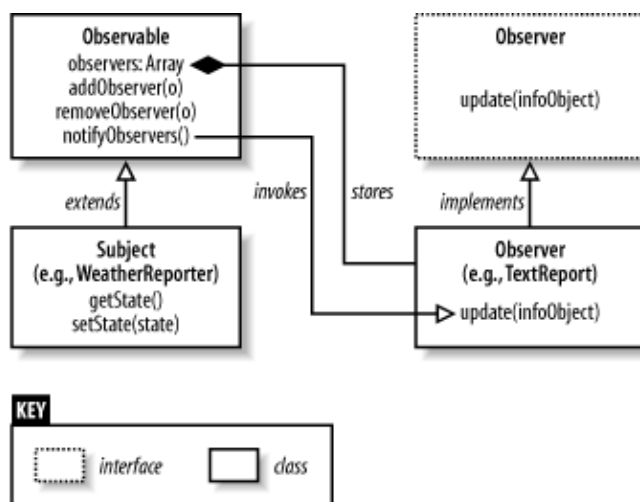 Observable
observers: Array
addObserver(o)
removeObserver(o)
notifyObservers()
Observer
update(infoObject)
extends
invokes
stores
implements
Subject
(e.g., WeatherReporter)
getState()
setState(state)
Observer
(e.g., TextReport)
update(infoObject)
KEY
interface
class